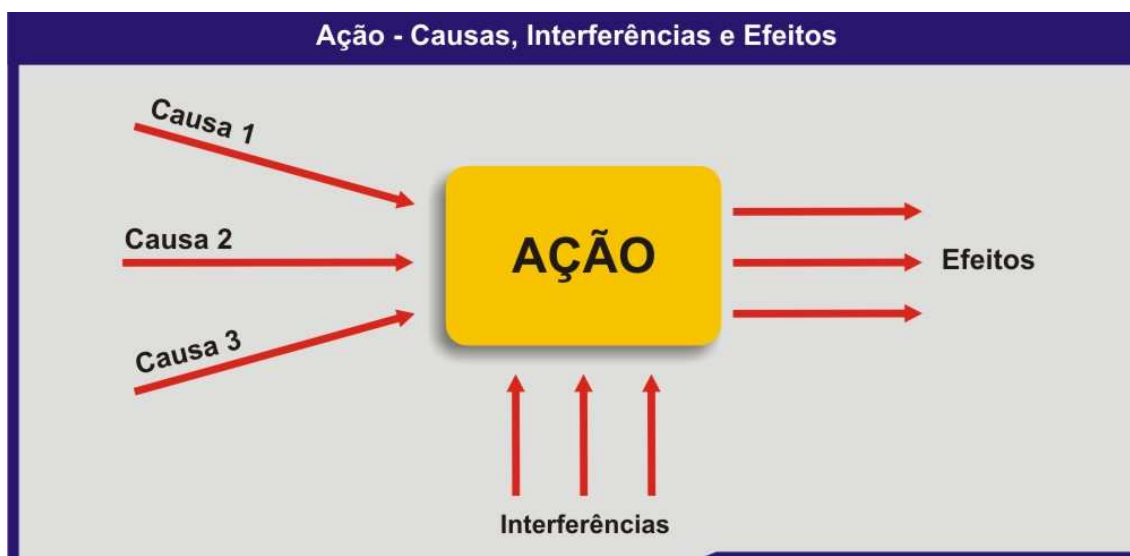 Ação - Causas, Interferências e Efeitos
Causa 1
Causa 2
Causa 3
AÇÃO
Efeitos
Interferências